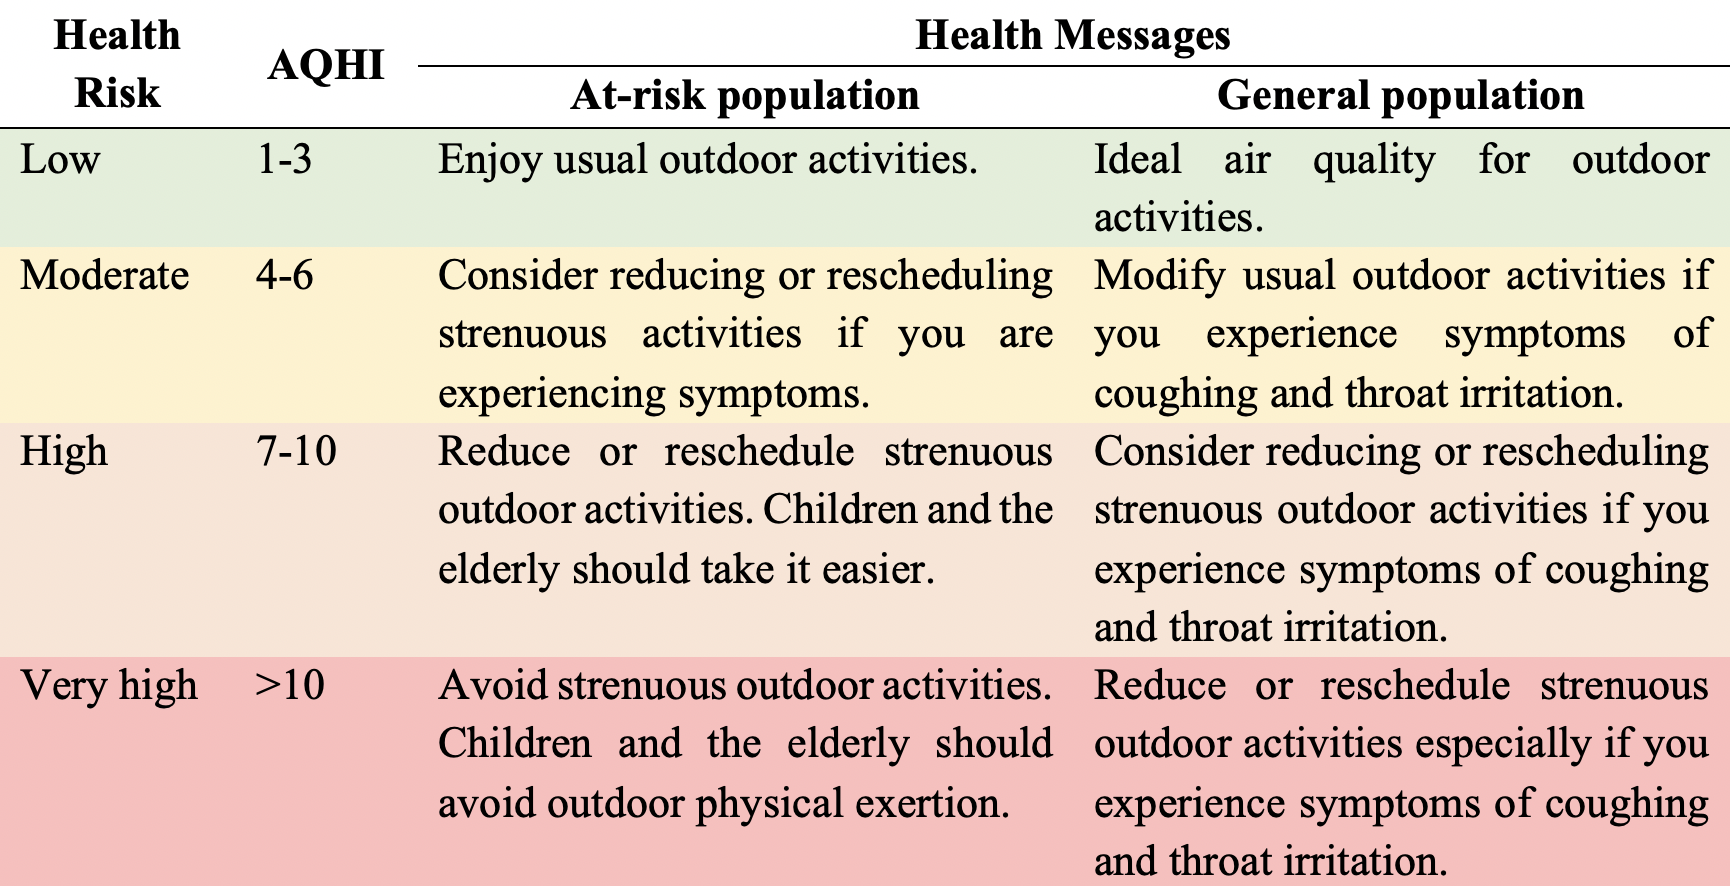 Health Risk AQHI Health Messages
At-risk population General population
Low 1-3 Enjoy usual outdoor activities. Ideal air quality for outdoor
activities.
Moderate 4-6 Consider reducing or rescheduling Modify usual outdoor activities if
strenuous activities if you are you experience symptoms of
experiencing symptoms. coughing and throat irritation.
High 7-10 Reduce or reschedule strenuous Consider reducing or rescheduling
outdoor activities. Children and the strenuous outdoor activities if you
elderly should take it easier. experience symptoms of coughing
and throat irritation.
Very high >10 Avoid strenuous outdoor activities. Reduce or reschedule strenuous
Children and the elderly should outdoor activities especially if you
avoid outdoor physical exertion. experience symptoms of coughing
and throat irritation.